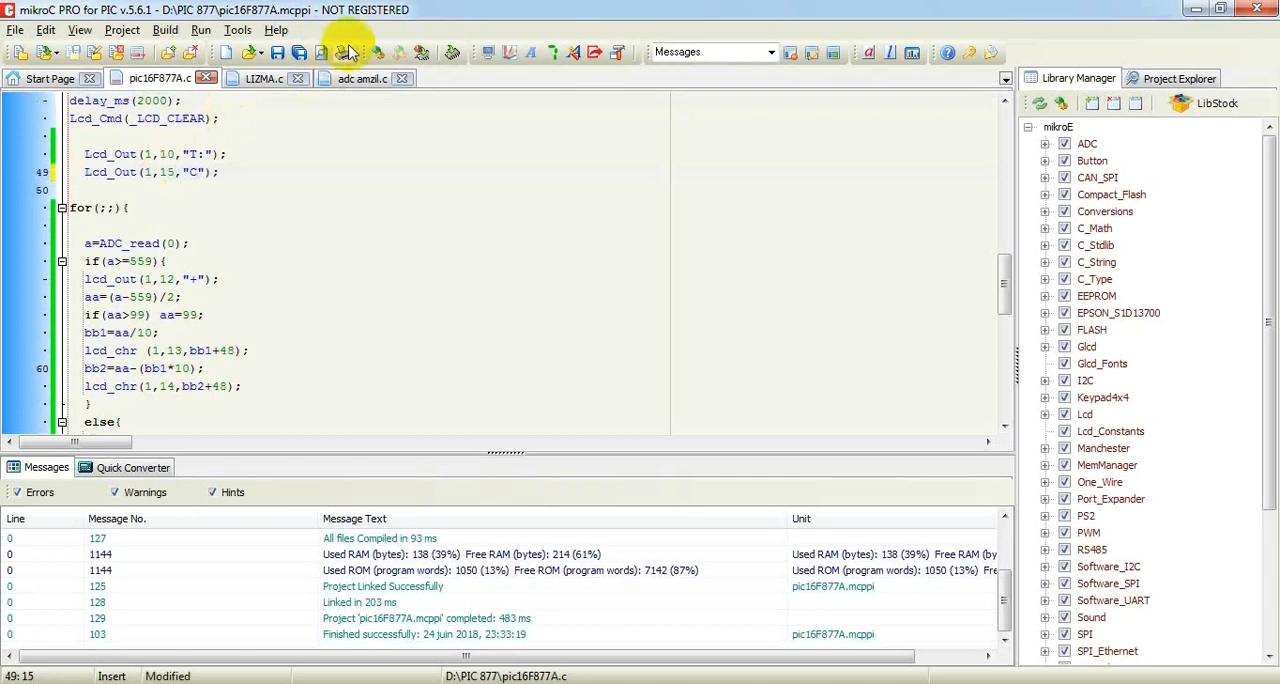 mikroC PRO for PIC v.5.6.1 - D:\PIC 877\pic16F877A.mcppi - NOT REGISTERED
File Edit View Project Build Run Tools Help
Messages
Start Page pic16F877A.c LIZMA.c adc amzil.c
Library Manager Project Explorer
LibStock
delay_ms(2000);
Lcd_Cmd(_LCD_CLEAR);
Lcd_Out(1,10,"T:");
49 Lcd_Out(1,15,"C");
50
for(;;){
a=ADC_read(0);
if(a>=559){
lcd_out(1,12,"+");
aa=(a-559)/2;
if(aa>99) aa=99;
bb1=aa/10;
lcd_chr (1,13,bb1+48);
60 bb2=aa-(bb1*10);
lcd_chr(1,14,bb2+48);
}
else{
mikroE
ADC
Button
CAN_SPI
Compact_Flash
Conversions
C_Math
C_Stdlib
C_String
C_Type
EEPROM
EPSON_S1D13700
FLASH
Glcd
Glcd_Fonts
I2C
Keypad4x4
Lcd
Lcd_Constants
Manchester
MemManager
One_Wire
Port_Expander
PS2
PWM
RS485
Software_I2C
Software_SPI
Software_UART
Sound
SPI
SPI_Ethernet
Messages Quick Converter
Errors Warnings Hints
Line Message No. Message Text Unit
0 127 All files Compiled in 93 ms
0 1144 Used RAM (bytes): 138 (39%) Free RAM (bytes): 214 (61%) Used RAM (bytes): 138 (39%) Free RAM (by
0 1144 Used ROM (program words): 1050 (13%) Free ROM (program words): 7142 (87%) Used ROM (program words): 1050 (13%) Fre
0 125 Project Linked Successfully pic16F877A.mcppi
0 128 Linked in 203 ms
0 129 Project 'pic16F877A.mcppi' completed: 483 ms
0 103 Finished successfully: 24 juin 2018, 23:33:19 pic16F877A.mcppi
49:15 Insert Modified D:\PIC 877\pic16F877A.c